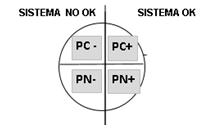 SISTEMA NO OK SISTEMA OK
PC - PC+
PN- PN+